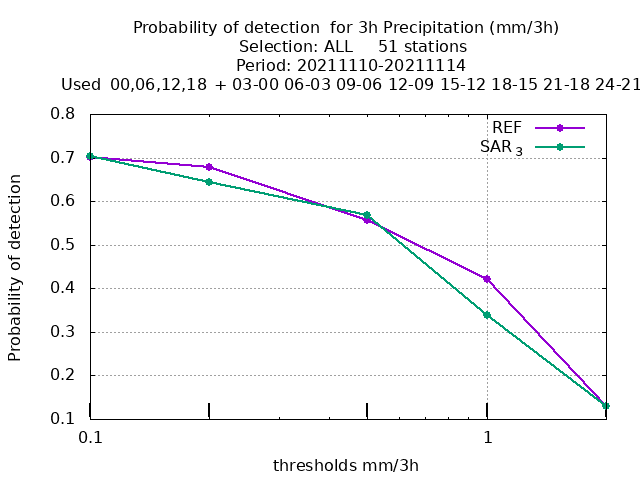 Probability of detection  for 3h Precipitation (mm/3h)
Selection: ALL     51 stations
Period: 20211110-20211114
Used  00,06,12,18  + 03-00 06-03 09-06 12-09 15-12 18-15 21-18 24-21
0.8
0.7
0.6
0.5
0.4
0.3
0.2
0.1
Probability of detection
REF
SAR 3
0.1
1
thresholds mm/3h